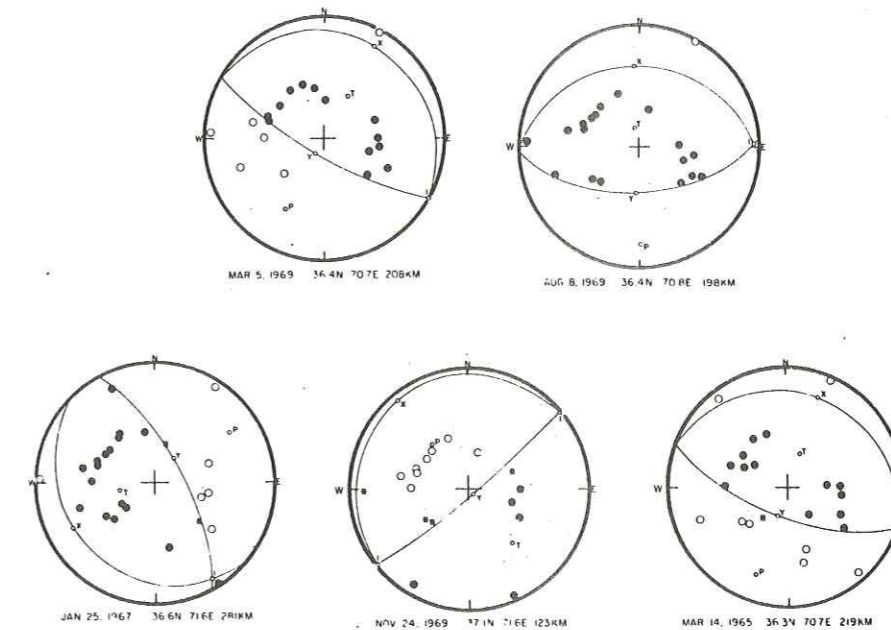 N
X
T
W
E
Y
I
P
MAR 5, 1969 36.4N 70.7E 208KM
N
X
T
W
I
E
Y
P
AUG 8, 1969 36.4N 70.8E 198KM
N
P
B
Y
W
T
E
X
I
JAN 25, 1967 36.6N 71.6E 281KM
N
X
I
P
W
E
Y
B
T
I
NOV 24, 1969 37.1N 71.6E 123KM
N
X
T
W
B
Y
P
MAR 14, 1965 36.3N 70.7E 219KM